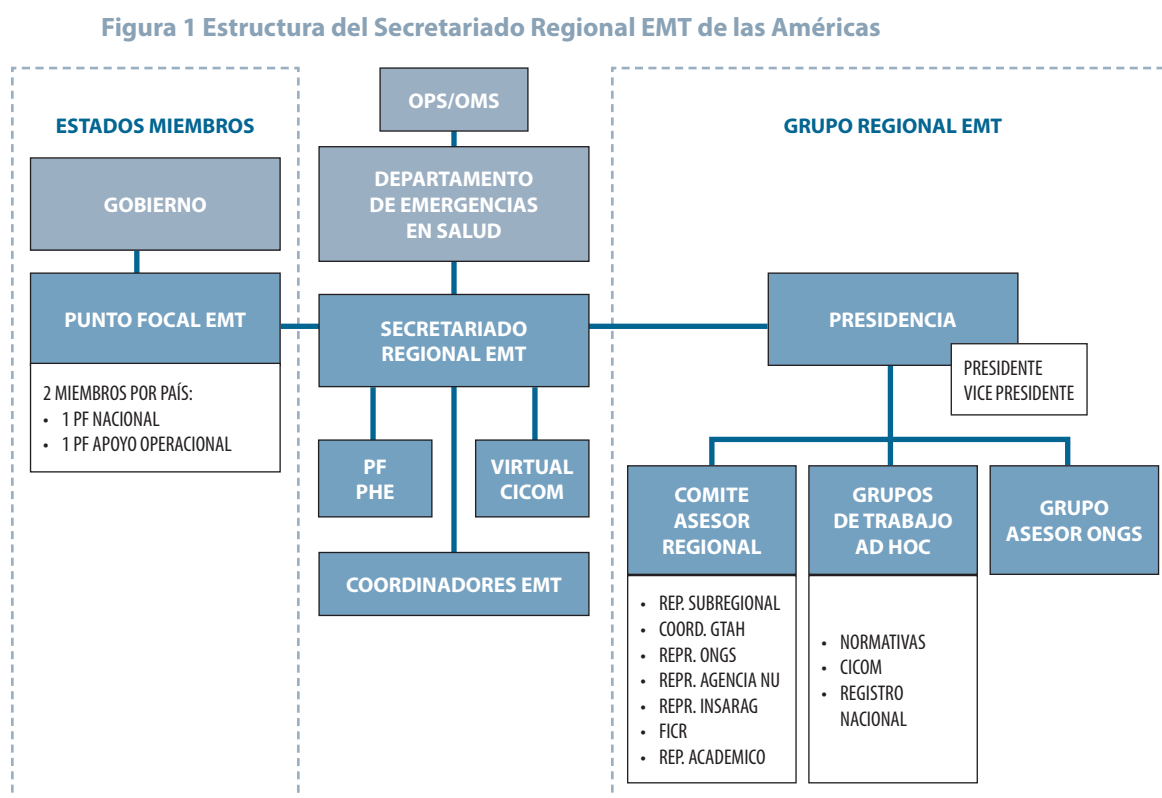 Figura 1 Estructura del Secretariado Regional EMT de las Américas
ESTADOS MIEMBROS
GOBIERNO
PUNTO FOCAL EMT
2 MIEMBROS POR PAÍS:
• 1 PF NACIONAL
• 1 PF APOYO OPERACIONAL
OPS/OMS
DEPARTAMENTO
DE EMERGENCIAS
EN SALUD
SECRETARIADO
REGIONAL EMT
PF
PHE
VIRTUAL
CICOM
COORDINADORES EMT
GRUPO REGIONAL EMT
PRESIDENCIA
PRESIDENTE
VICE PRESIDENTE
COMITE
ASESOR
REGIONAL
• REP. SUBREGIONAL
• COORD. GTAH
• REPR. ONGS
• REPR. AGENCIA NU
• REPR. INSARAG
• FICR
• REP. ACADEMICO
GRUPOS
DE TRABAJO
AD HOC
• NORMATIVAS
• CICOM
• REGISTRO
NACIONAL
GRUPO
ASESOR ONGS